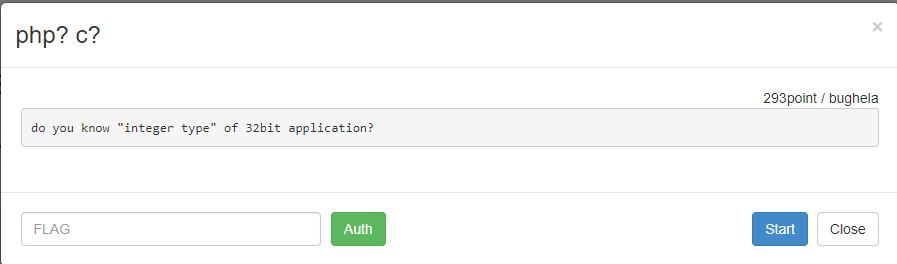 php? c?
×
293point / bughela
do you know "integer type" of 32bit application?
FLAG
Auth
Start
Close